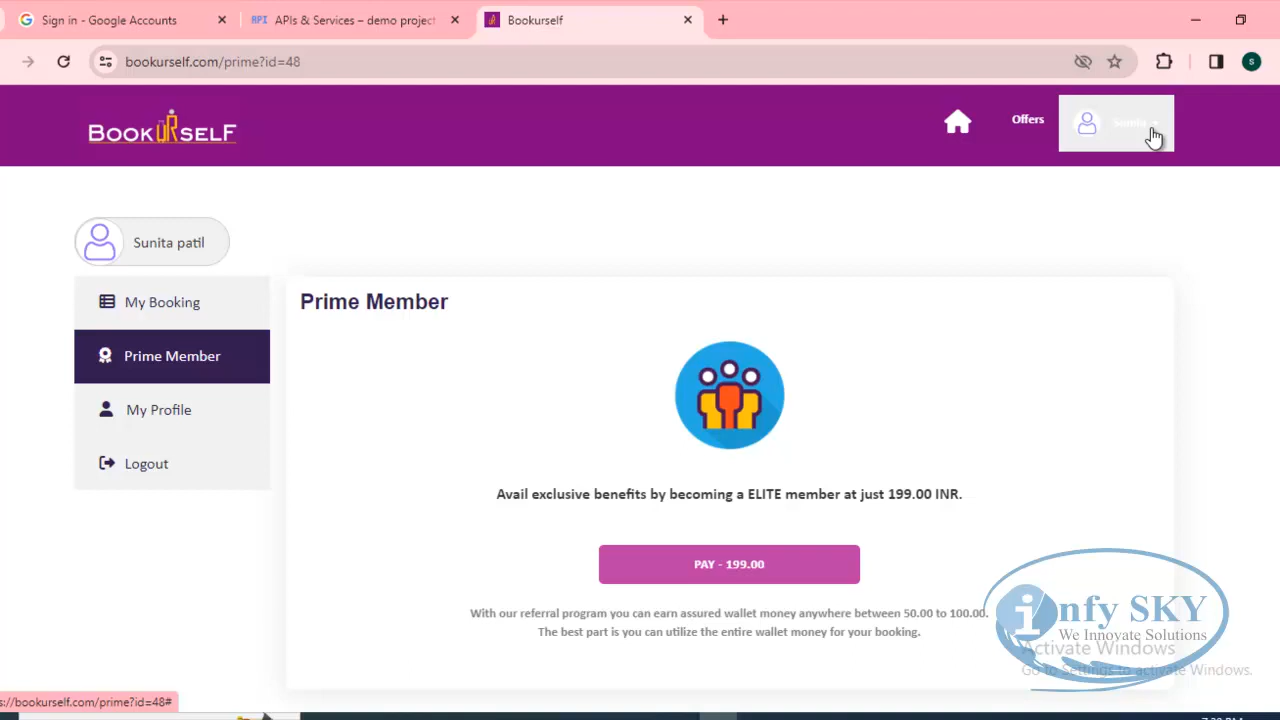 Sign in - Google Accounts
API APIs & Services – demo project
Bookurself
bookurself.com/prime?id=48
S
BOOKURSELF
Offers
Sunita
Sunita patil
My Booking
Prime Member
My Profile
Logout
Prime Member
Avail exclusive benefits by becoming a ELITE member at just 199.00 INR.
PAY - 199.00
With our referral program you can earn assured wallet money anywhere between 50.00 to 100.00.
The best part is you can utilize the entire wallet money for your booking.
infy SKY
We Innovate Solutions
Activate Windows
Go to Settings to activate Windows.
s://bookurself.com/prime?id=48#